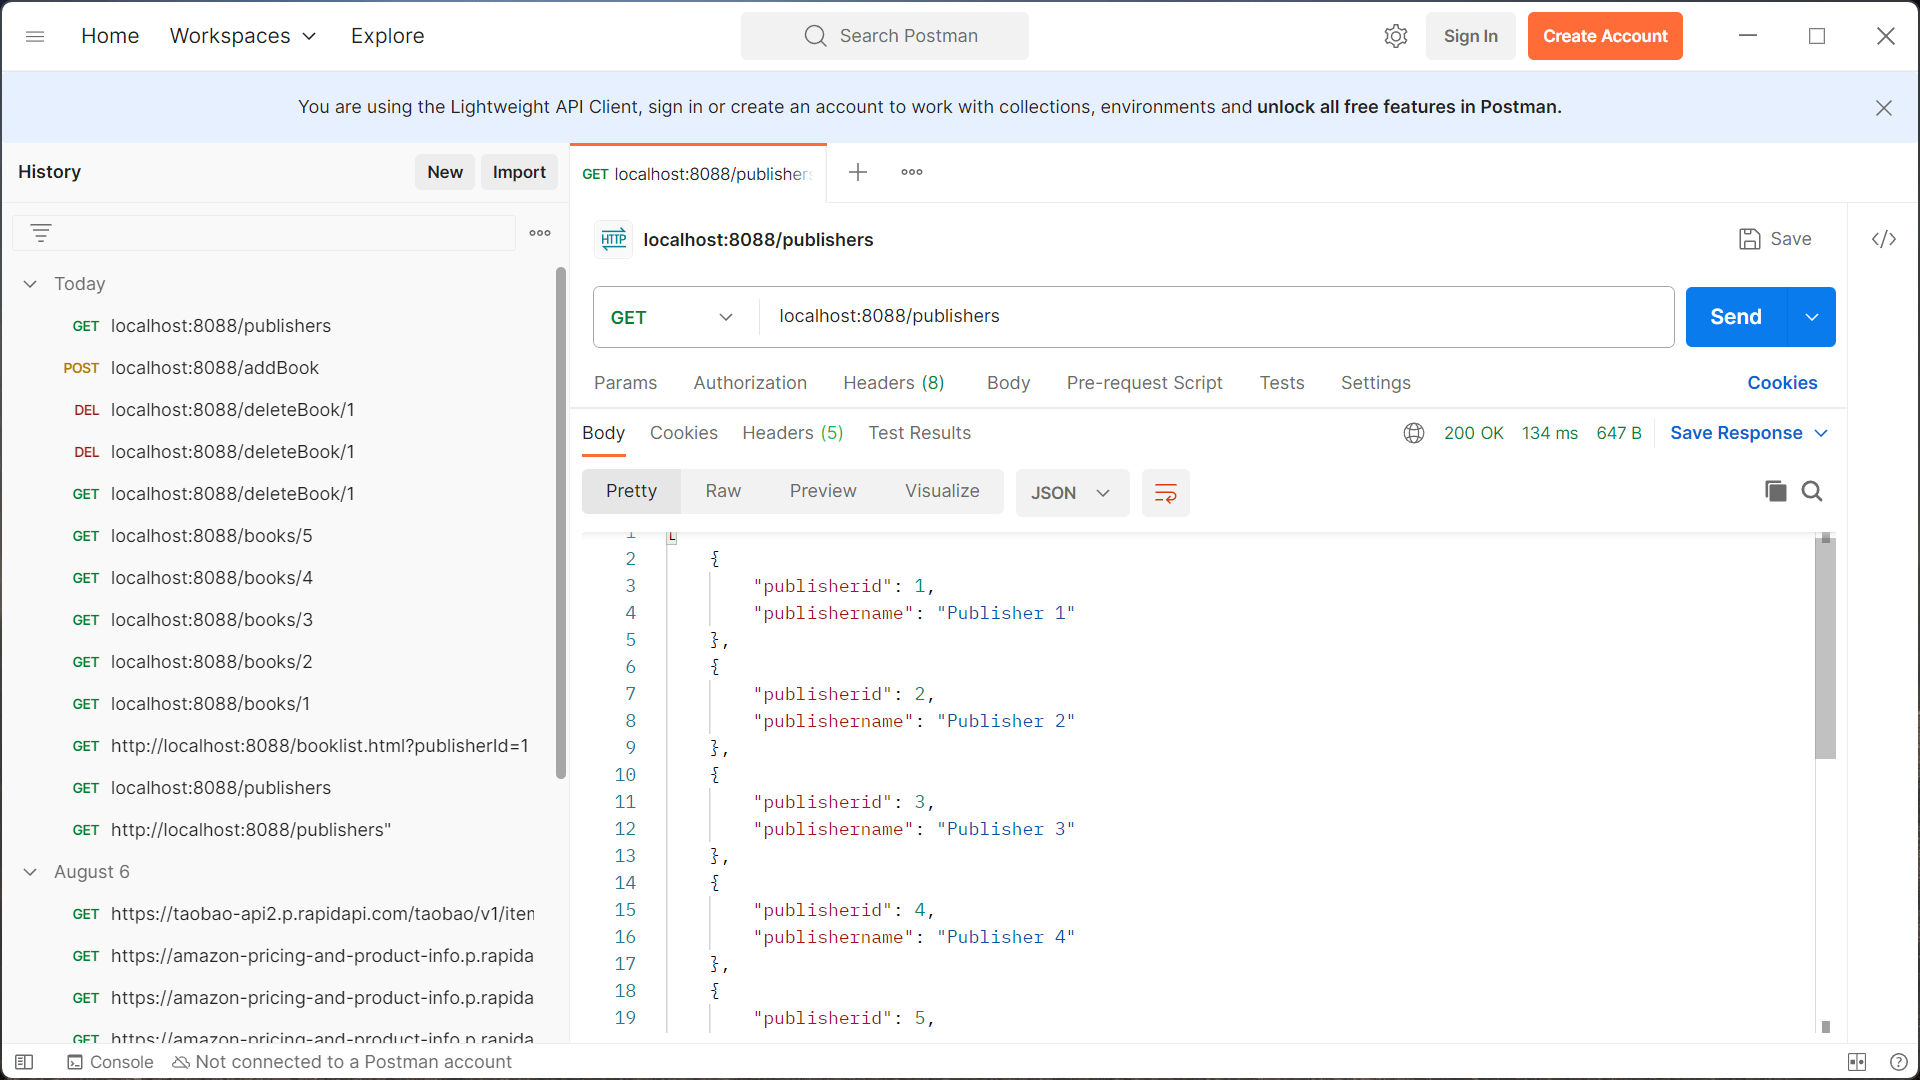 Home Workspaces Explore Search Postman Sign In Create Account
You are using the Lightweight API Client, sign in or create an account to work with collections, environments and unlock all free features in Postman.
History New Import
Today
GET localhost:8088/publishers
POST localhost:8088/addBook
DEL localhost:8088/deleteBook/1
DEL localhost:8088/deleteBook/1
GET localhost:8088/deleteBook/1
GET localhost:8088/books/5
GET localhost:8088/books/4
GET localhost:8088/books/3
GET localhost:8088/books/2
GET localhost:8088/books/1
GET http://localhost:8088/booklist.html?publisherId=1
GET localhost:8088/publishers
GET http://localhost:8088/publishers"
August 6
GET https://taobao-api2.p.rapidapi.com/taobao/v1/iten
GET https://amazon-pricing-and-product-info.p.rapida
GET https://amazon-pricing-and-product-info.p.rapida
GET https://amazon-pricing-and-product-info.p.rapida
GET localhost:8088/publishers
HTTP localhost:8088/publishers Save </>
GET localhost:8088/publishers Send
Params Authorization Headers (8) Body Pre-request Script Tests Settings Cookies
Body Cookies Headers (5) Test Results 200 OK 134 ms 647 B Save Response
Pretty Raw Preview Visualize JSON
1 [
2 {
3 "publisherid": 1,
4 "publishername": "Publisher 1"
5 },
6 {
7 "publisherid": 2,
8 "publishername": "Publisher 2"
9 },
10 {
11 "publisherid": 3,
12 "publishername": "Publisher 3"
13 },
14 {
15 "publisherid": 4,
16 "publishername": "Publisher 4"
17 },
18 {
19 "publisherid": 5,
Console Not connected to a Postman account